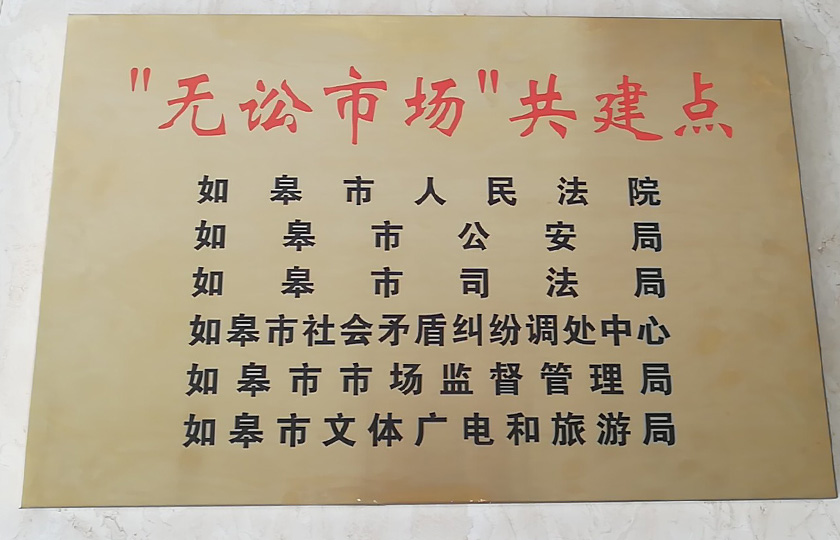 "无讼市场"共建点
如皋市人民法院
如皋市公安局
如皋市司法局
如皋市社会矛盾纠纷调处中心
如皋市市场监督管理局
如皋市文体广电和旅游局